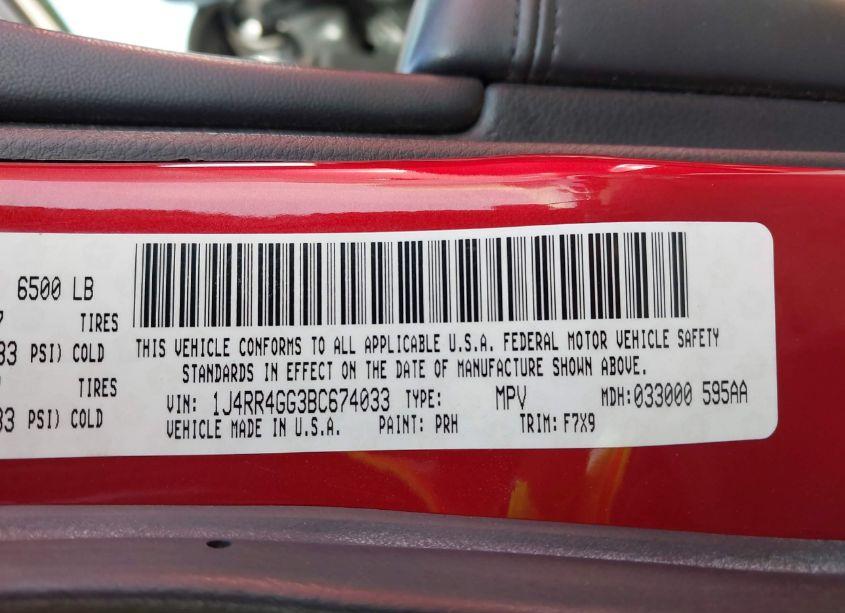 6500 LB
TIRES
33 PSI) COLD
TIRES
33 PSI) COLD
THIS VEHICLE CONFORMS TO ALL APPLICABLE U.S.A. FEDERAL MOTOR VEHICLE SAFETY
STANDARDS IN EFFECT ON THE DATE OF MANUFACTURE SHOWN ABOVE.
VIN: 1J4RR4GG3BC674033 TYPE: MPV MDH:033000 595AA
VEHICLE MADE IN U.S.A. PAINT: PRH TRIM: F7X9